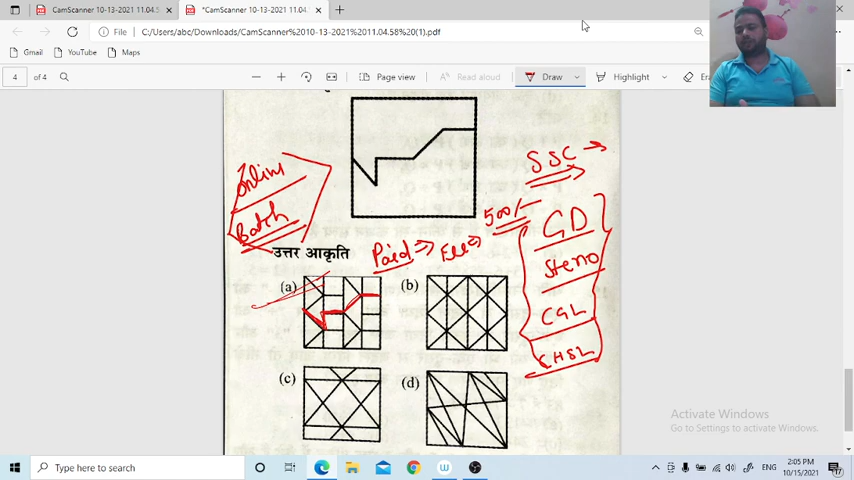 CamScanner 10-13-2021 11.04.5
*CamScanner 10-13-2021 11.04
File
C:/Users/abc/Downloads/CamScanner%2010-13-2021%2011.04.58%20(1).pdf
Gmail
YouTube
Maps
4 of 4
Page view
Read aloud
Draw
Highlight
Eras
SSC
Online
Batch
500/-
GD
Steno
CGL
CHSL
उत्तर आकृति
Paid
(a)
(b)
(c)
(d)
Activate Windows
Go to Settings to activate Windows.
Type here to search
ENG
2:05 PM
10/15/2021
17